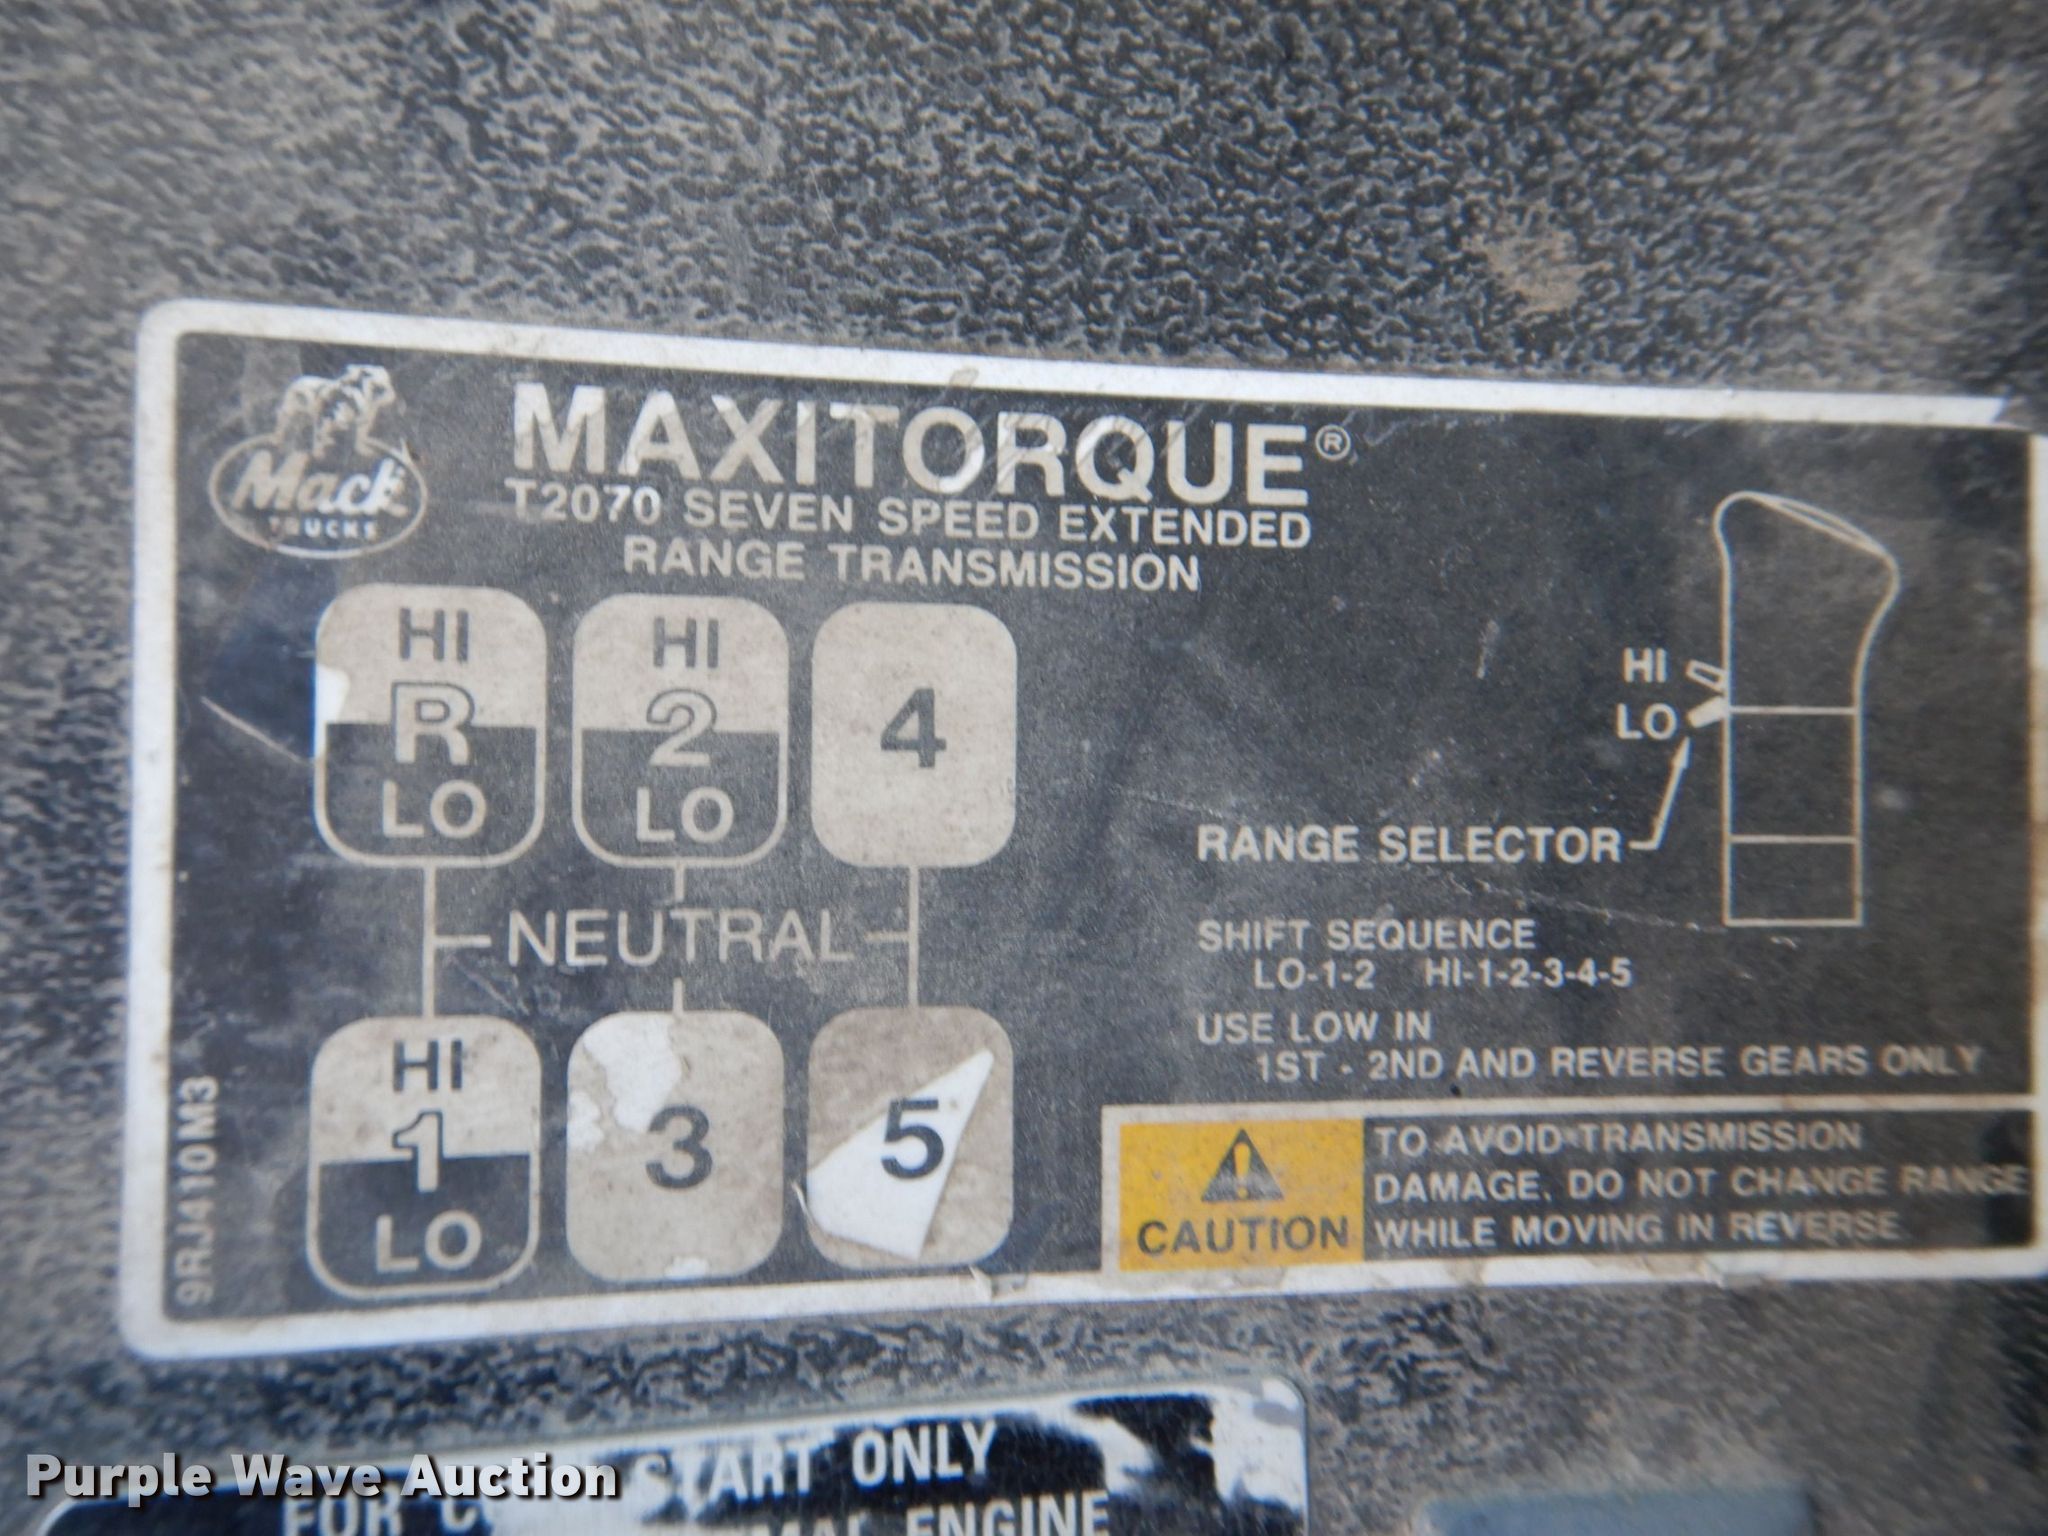 Mack
TRUCKS
MAXITORQUE®
T2070 SEVEN SPEED EXTENDED
RANGE TRANSMISSION
HI
R
LO
HI
2
LO
4
NEUTRAL
HI
1
LO
3
5
9RJ410M3
HI
LO
RANGE SELECTOR
SHIFT SEQUENCE
LO-1-2 HI-1-2-3-4-5
USE LOW IN
1ST - 2ND AND REVERSE GEARS ONLY
CAUTION
TO AVOID TRANSMISSION
DAMAGE, DO NOT CHANGE RANGE
WHILE MOVING IN REVERSE
START ONLY
FOR
ENGINE
Purple Wave Auction